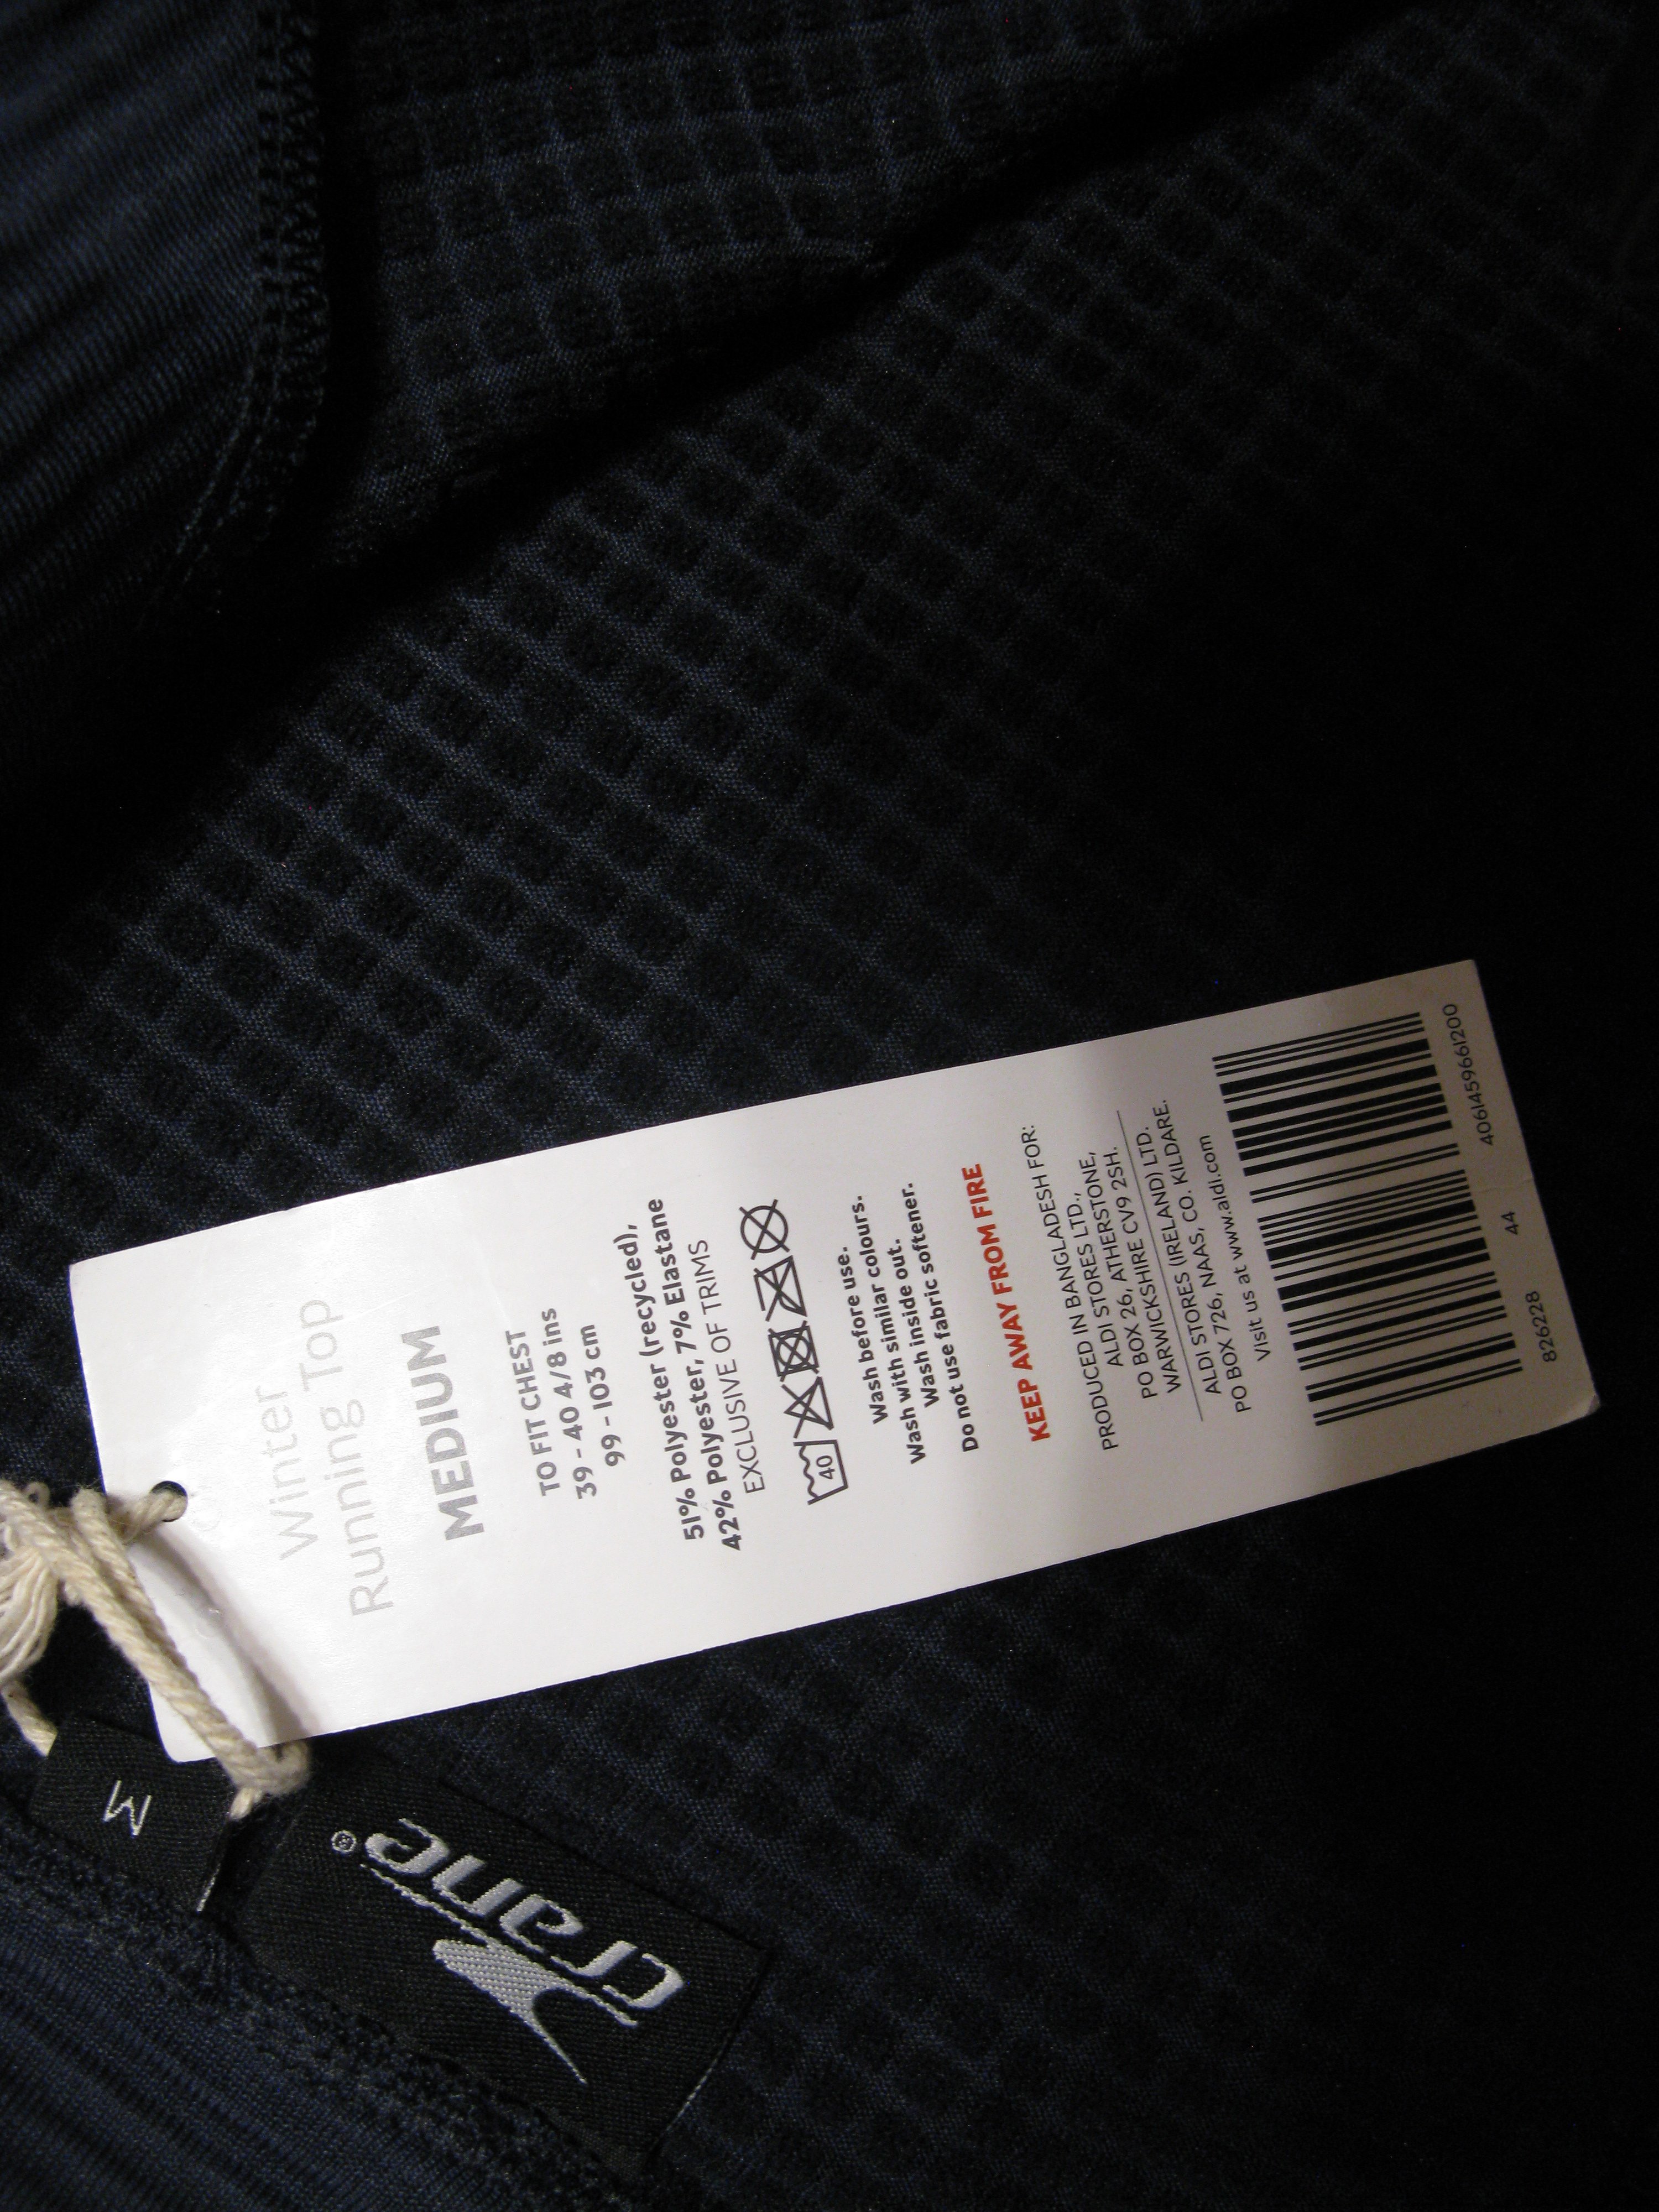 Winter
Running Top
MEDIUM
TO FIT CHEST
39 - 40 4/8 ins
99 - 103 cm
51% Polyester (recycled),
42% Polyester, 7% Elastane
EXCLUSIVE OF TRIMS
40
Wash before use.
Wash with similar colours.
Wash inside out.
Do not use fabric softener.
KEEP AWAY FROM FIRE
PRODUCED IN BANGLADESH FOR:
ALDI STORES LTD.,
PO BOX 26, ATHERSTONE,
WARWICKSHIRE CV9 2SH.
ALDI STORES (IRELAND) LTD.
PO BOX 726, NAAS, CO. KILDARE.
Visit us at www.aldi.com
4061459661200
44
826228
M
crane®